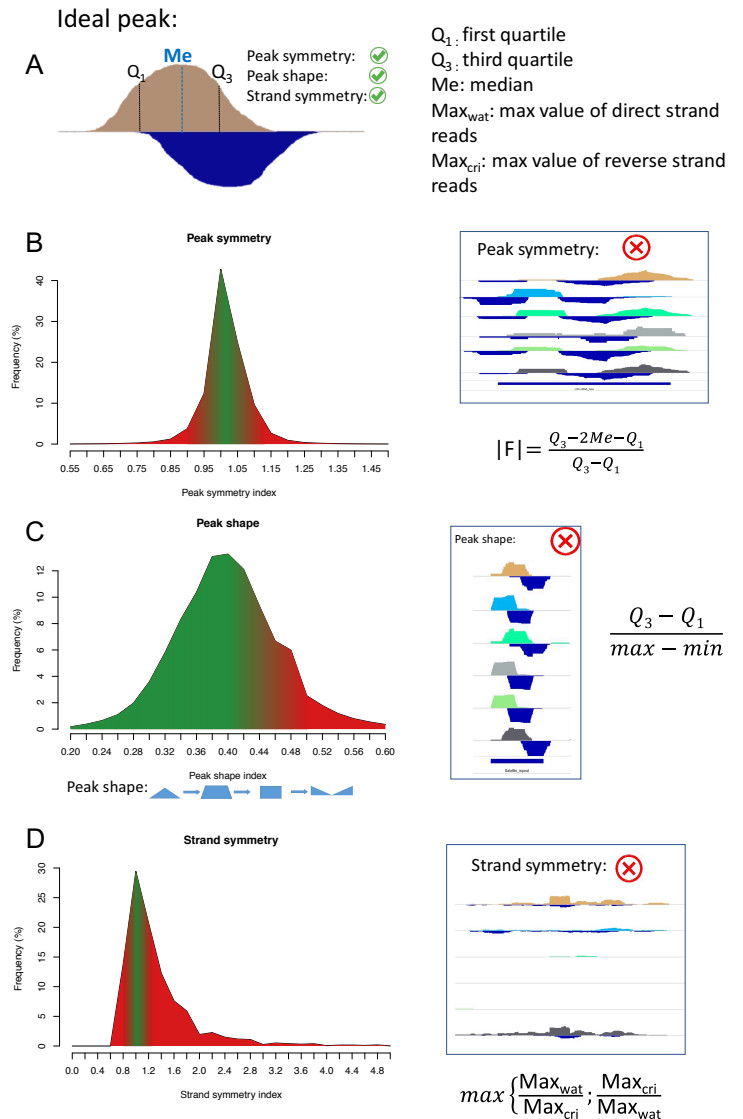 Ideal peak:
A
Me
Q1
Q3
Peak symmetry:
Peak shape:
Strand symmetry:
Q1 : first quartile
Q3 : third quartile
Me: median
Maxwat: max value of direct strand
reads
Maxcri: max value of reverse strand
reads
B
Peak symmetry
Frequency (%)
40
30
20
10
0
0.55 0.65 0.75 0.85 0.95 1.05 1.15 1.25 1.35 1.45
Peak symmetry index
Peak symmetry:
|F| = (Q3−2Me−Q1)/(Q3−Q1)
C
Peak shape
Frequency (%)
12
10
8
6
4
2
0
0.20 0.24 0.28 0.32 0.36 0.40 0.44 0.48 0.52 0.56 0.60
Peak shape index
Peak shape:
Peak shape:
Satellite_repeat
(Q3 − Q1)/(max − min)
D
Strand symmetry
Frequency (%)
30
25
20
15
10
5
0
0.0 0.4 0.8 1.2 1.6 2.0 2.4 2.8 3.2 3.6 4.0 4.4 4.8
Strand symmetry index
Strand symmetry:
max {Maxwat/Maxcri ; Maxcri/Maxwat